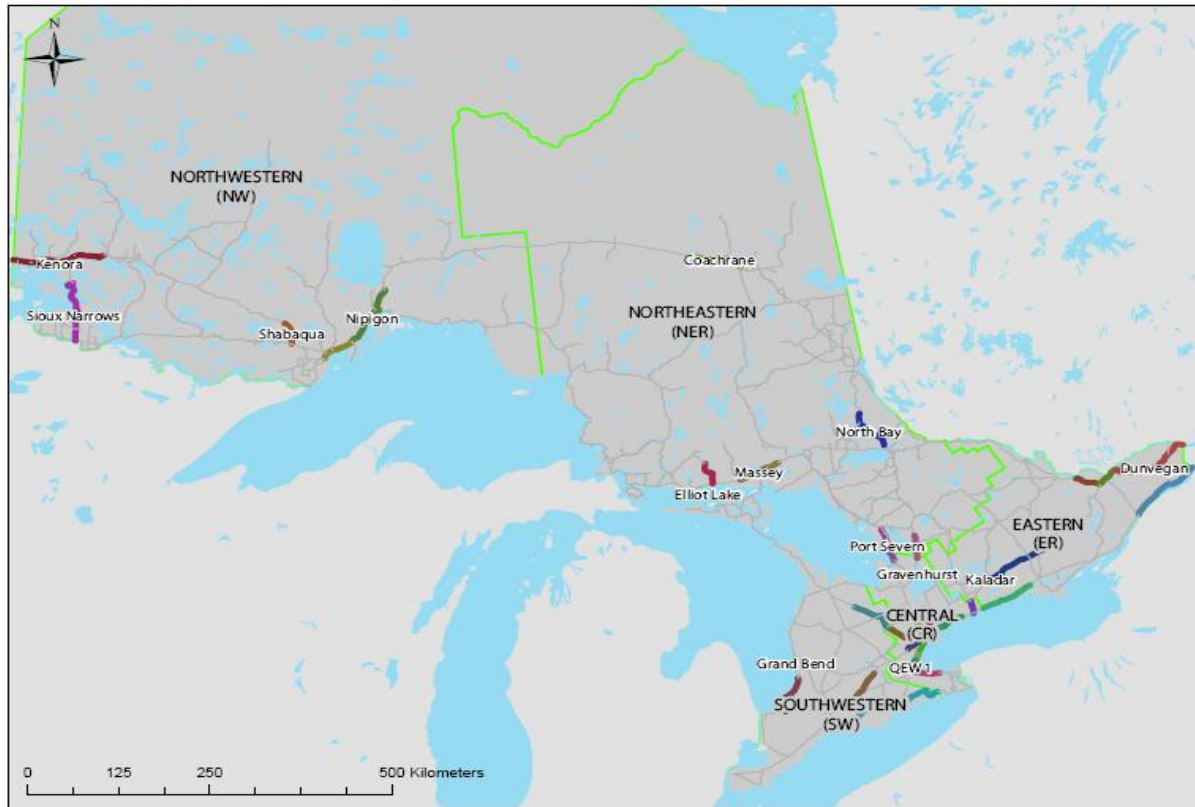 N
NORTHWESTERN
(NW)
Kenora
Sioux Narrows
Shabaqua
Nipigon
Coachrane
NORTHEASTERN
(NER)
North Bay
Massey
Elliot Lake
Dunvegan
EASTERN
(ER)
Port Severn
Gravenhurst
Kaladar
CENTRAL
(CR)
Grand Bend
QEW 1
SOUTHWESTERN
(SW)
0 125 250 500 Kilometers